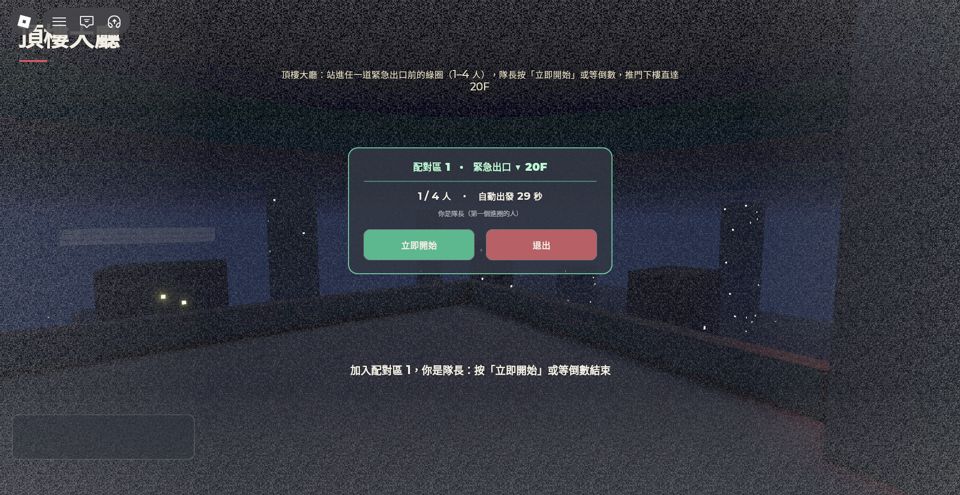 頂樓大廳
頂樓大廳：站進任一道緊急出口前的綠圈（1–4 人），隊長按「立即開始」或等倒數，推門下樓直達
20F
配對區 1 • 緊急出口 ▼ 20F
1 / 4 人 • 自動出發 29 秒
你是隊長（第一個進圈的人）
立即開始
退出
加入配對區 1，你是隊長：按「立即開始」或等倒數結束